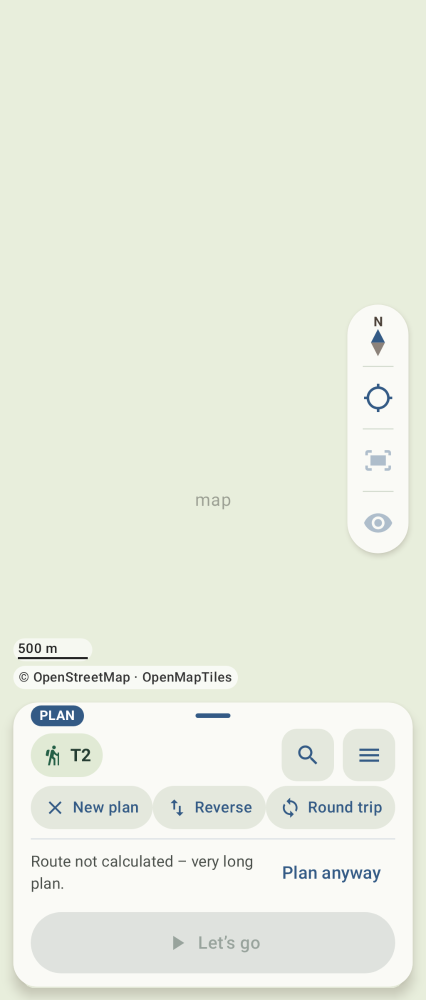 N
map
500 m
© OpenStreetMap · OpenMapTiles
PLAN
T2
New plan
Reverse
Round trip
Route not calculated – very long
plan.
Plan anyway
Let’s go